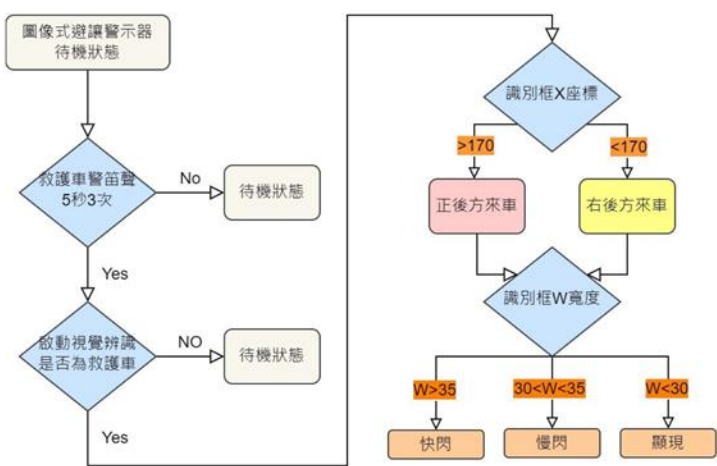 圖像式避讓警示器
待機狀態
救護車警笛聲
5秒3次
No
待機狀態
Yes
啟動視覺辨識
是否為救護車
NO
待機狀態
Yes
識別框X座標
>170
<170
正後方來車
右後方來車
識別框W寬度
W>35
30<W<35
W<30
快閃
慢閃
顯現